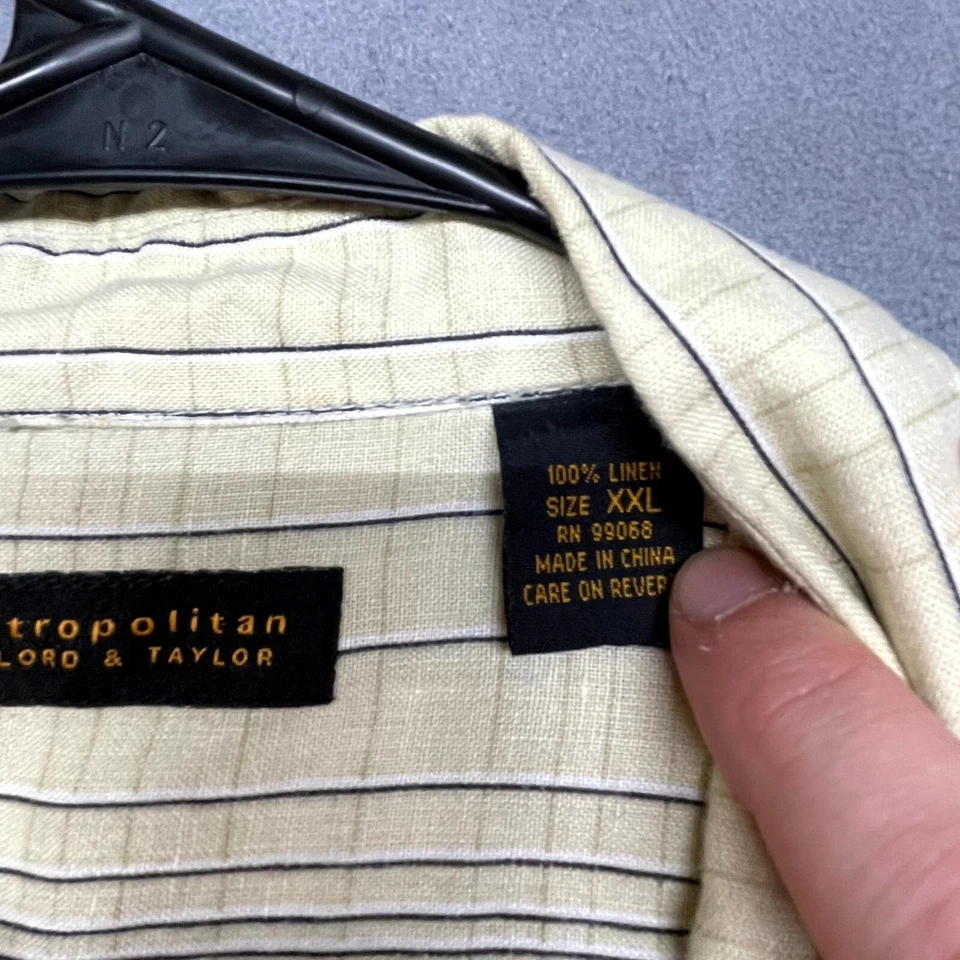 N 2
100% LINEN
SIZE XXL
RN 99068
MADE IN CHINA
CARE ON REVER
tropolitan
LORD & TAYLOR